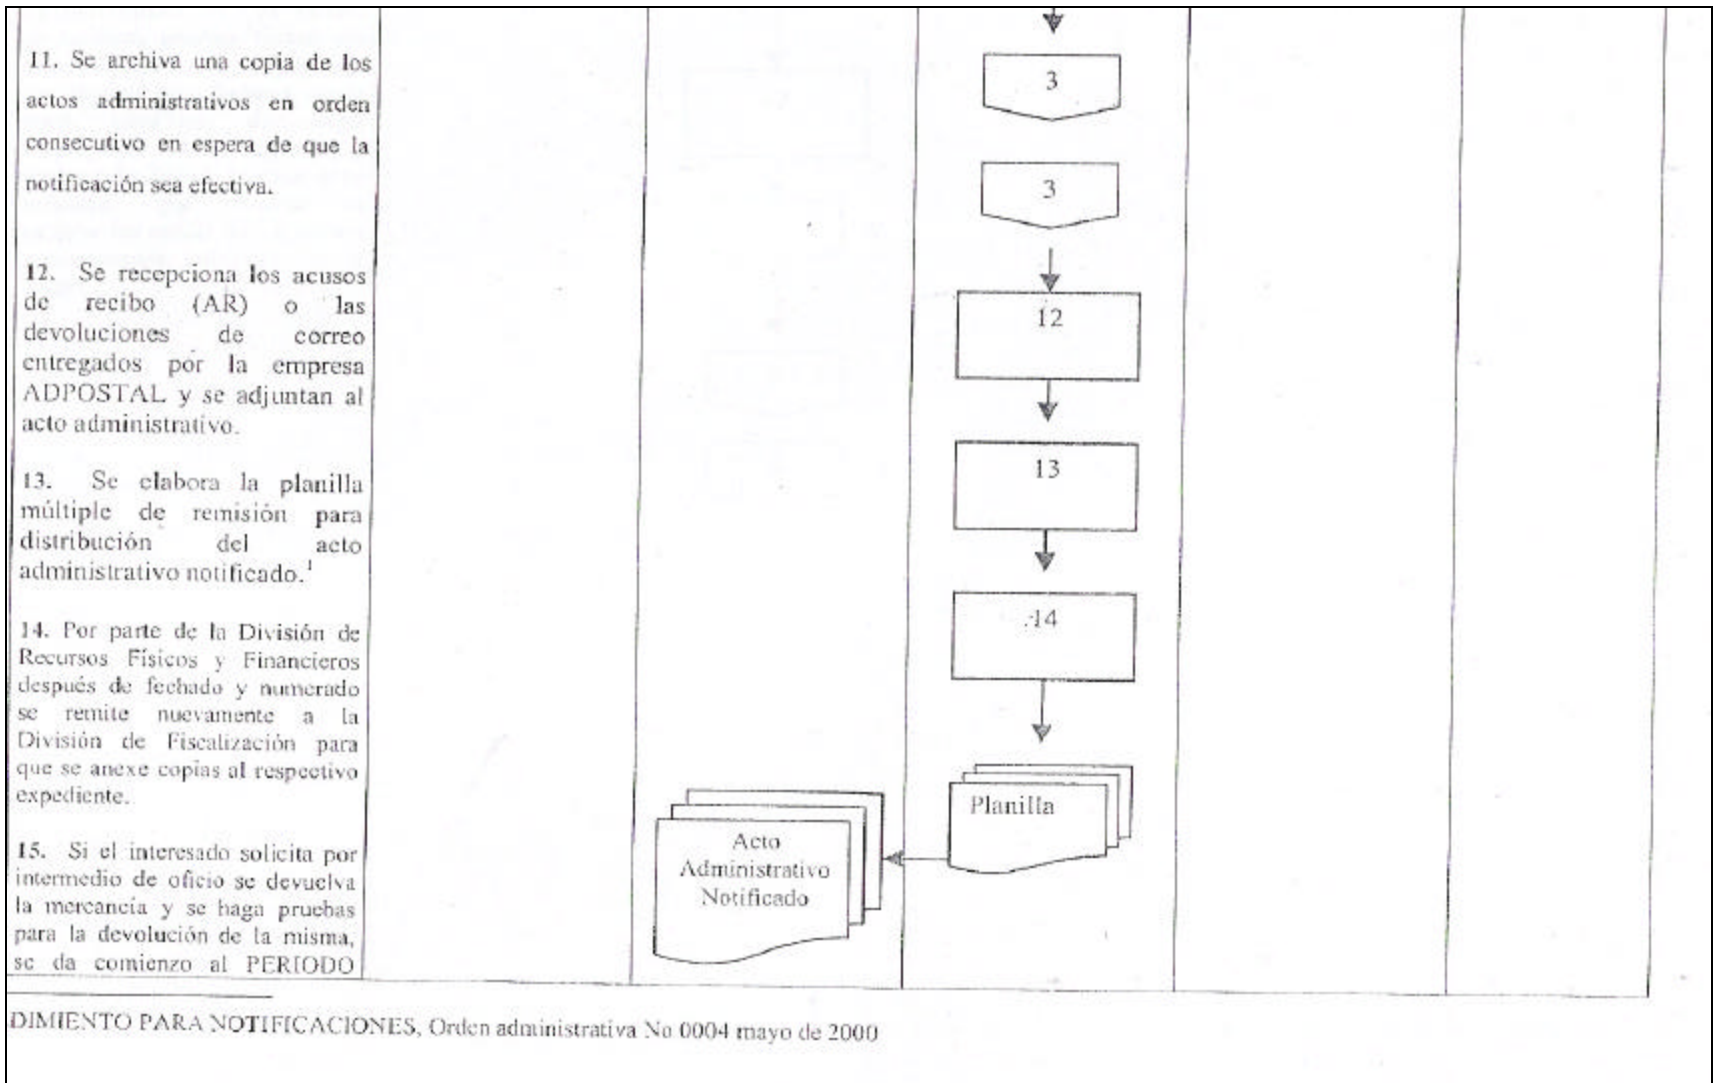 11. Se archiva una copia de los
actos administrativos en orden
consecutivo en espera de que la
notificación sea efectiva.
12. Se recepciona los acusos
de recibo (AR) o las
devoluciones de correo
entregados por la empresa
ADPOSTAL y se adjuntan al
acto administrativo.
13. Se elabora la planilla
múltiple de remisión para
distribución del acto
administrativo notificado.¹
14. Por parte de la División de
Recursos Físicos y Financieros
después de fechado y numerado
se remite nuevamente a la
División de Fiscalización para
que se anexe copias al respectivo
expediente.
15. Si el interesado solicita por
intermedio de oficio se devuelva
la mercancía y se haga pruebas
para la devolución de la misma,
se da comienzo al PERIODO
3
3
12
13
14
Planilla
Acto
Administrativo
Notificado
DIMIENTO PARA NOTIFICACIONES, Orden administrativa No 0004 mayo de 2000